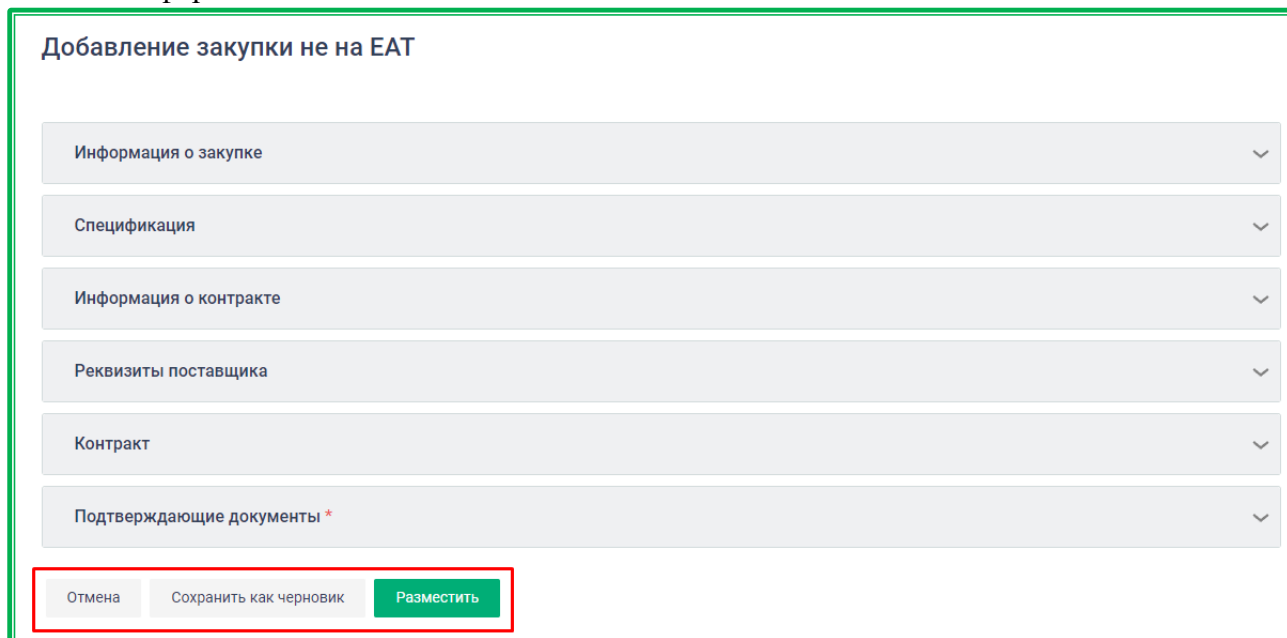 Добавление закупки не на ЕАТ
Информация о закупке
Спецификация
Информация о контракте
Реквизиты поставщика
Контракт
Подтверждающие документы *
Отмена Сохранить как черновик Разместить